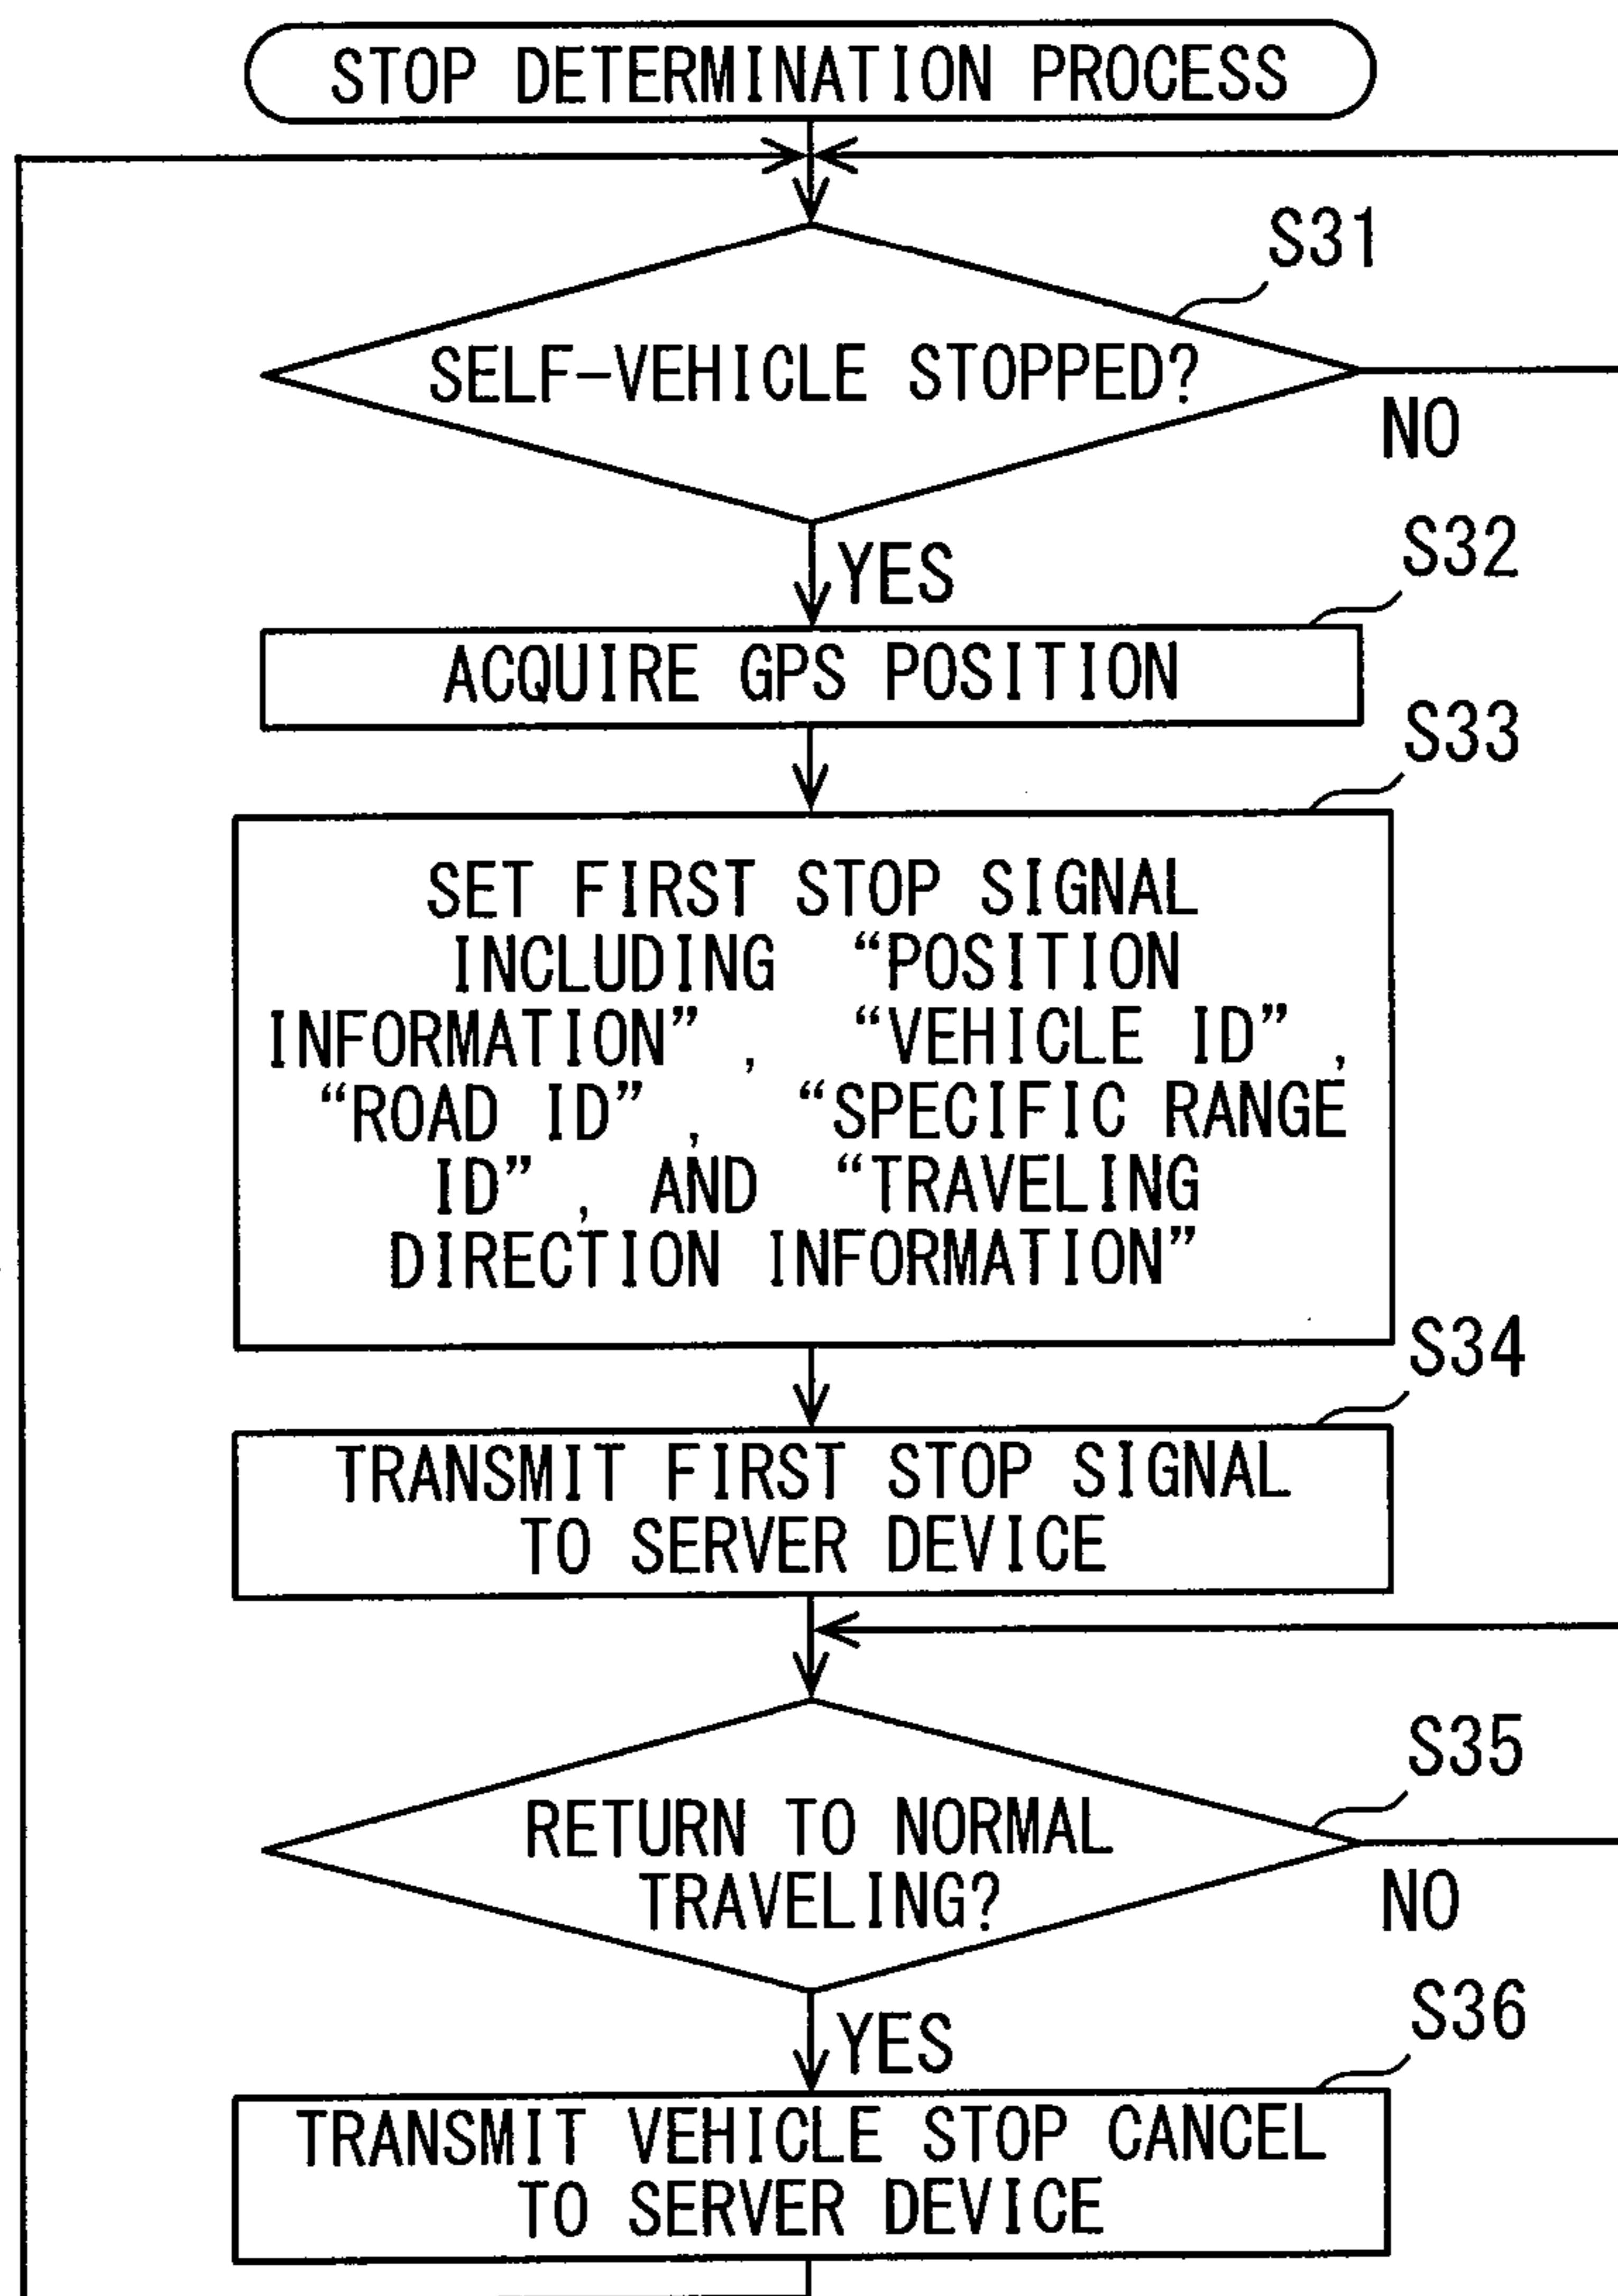 STOP DETERMINATION PROCESS
S31
SELF-VEHICLE STOPPED?
NO
YES
S32
ACQUIRE GPS POSITION
S33
SET FIRST STOP SIGNAL
INCLUDING “POSITION
INFORMATION”, “VEHICLE ID”,
“ROAD ID”, “SPECIFIC RANGE
ID”, AND “TRAVELING
DIRECTION INFORMATION”
S34
TRANSMIT FIRST STOP SIGNAL
TO SERVER DEVICE
S35
RETURN TO NORMAL
TRAVELING?
NO
YES
S36
TRANSMIT VEHICLE STOP CANCEL
TO SERVER DEVICE